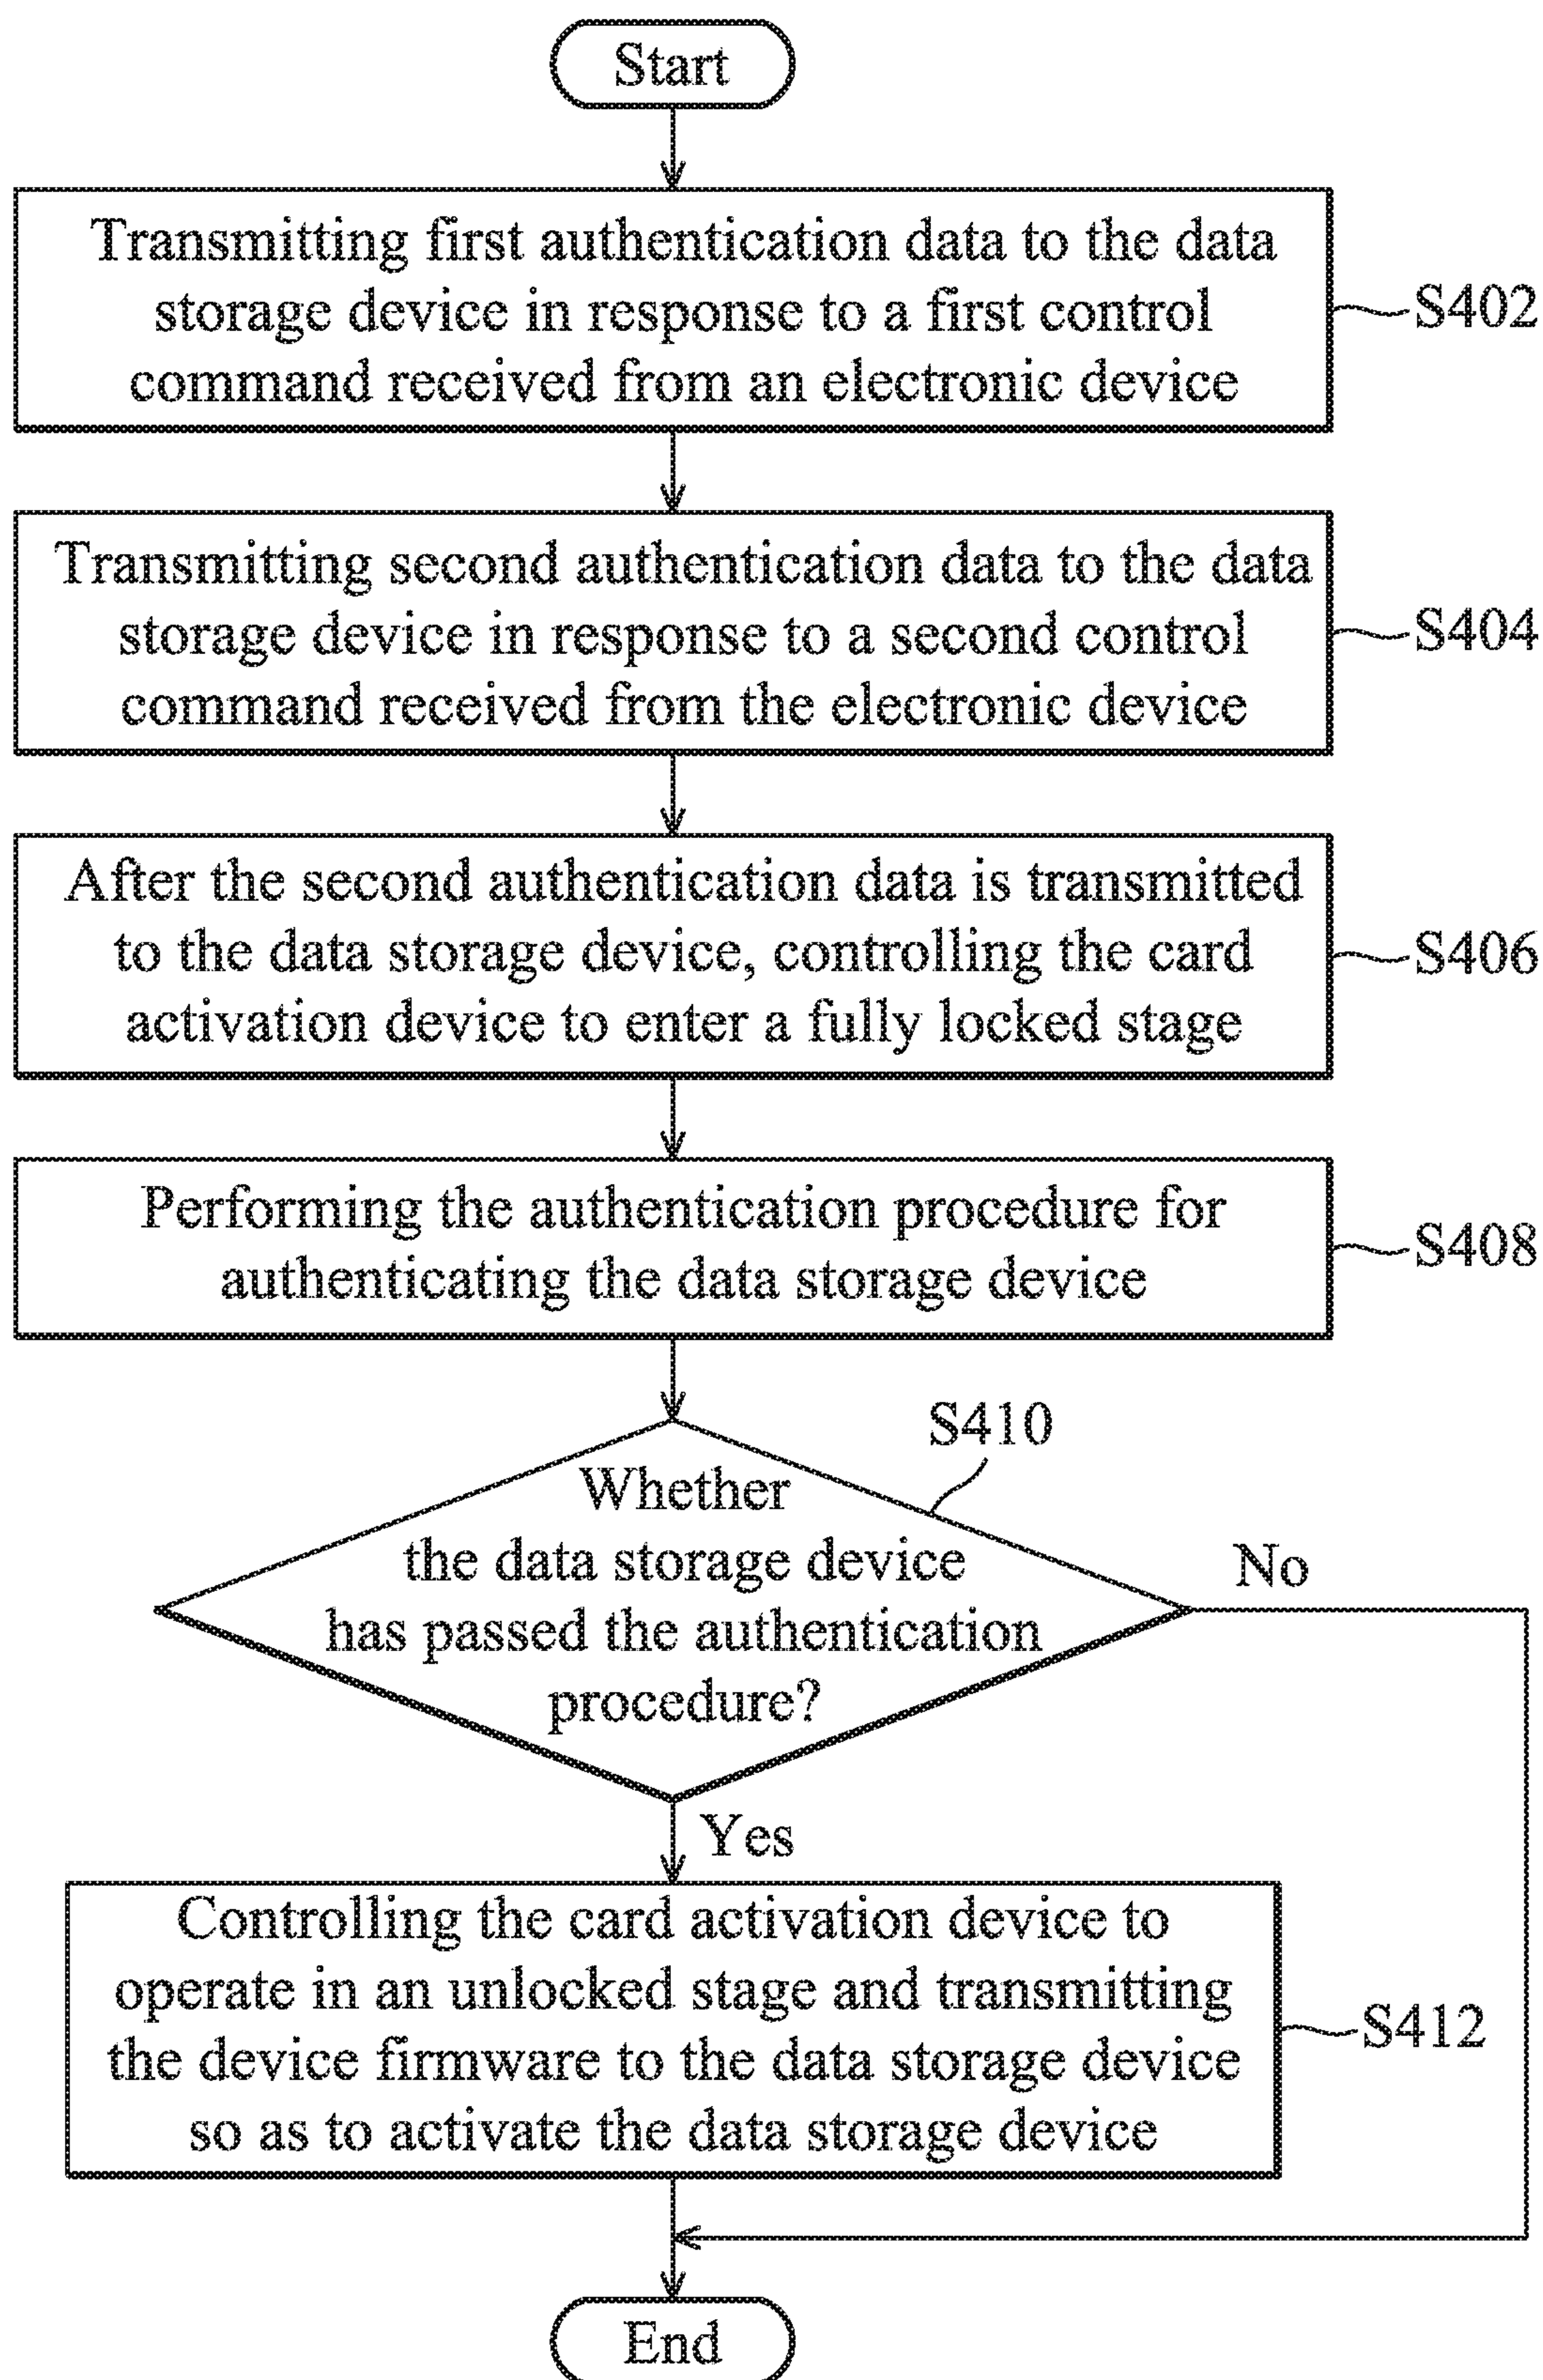 Start
Transmitting first authentication data to the data
storage device in response to a first control
command received from an electronic device
S402
Transmitting second authentication data to the data
storage device in response to a second control
command received from the electronic device
S404
After the second authentication data is transmitted
to the data storage device, controlling the card
activation device to enter a fully locked stage
S406
Performing the authentication procedure for
authenticating the data storage device
S408
S410
Whether
the data storage device
has passed the authentication
procedure?
No
Yes
Controlling the card activation device to
operate in an unlocked stage and transmitting
the device firmware to the data storage device
so as to activate the data storage device
S412
End